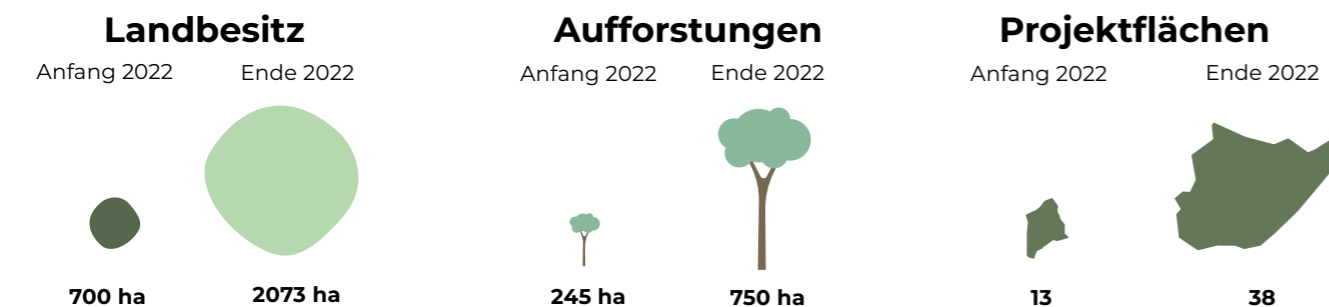 Landbesitz
Anfang 2022 Ende 2022
700 ha 2073 ha
Aufforstungen
Anfang 2022 Ende 2022
245 ha 750 ha
Projektflächen
Anfang 2022 Ende 2022
13 38